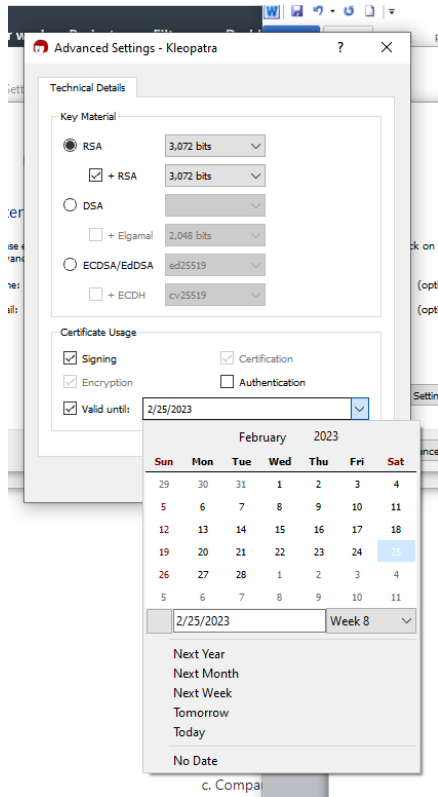 Advanced Settings - Kleopatra ? ×
Technical Details
Key Material
RSA 3,072 bits
+ RSA 3,072 bits
DSA
+ Elgamal 2,048 bits
ECDSA/EdDSA ed25519
+ ECDH cv25519
Certificate Usage
Signing Certification
Encryption Authentication
Valid until: 2/25/2023
February 2023
Sun Mon Tue Wed Thu Fri Sat
29 30 31 1 2 3 4
5 6 7 8 9 10 11
12 13 14 15 16 17 18
19 20 21 22 23 24 25
26 27 28 1 2 3 4
5 6 7 8 9 10 11
2/25/2023 Week 8
Next Year
Next Month
Next Week
Tomorrow
Today
No Date
c. Compa